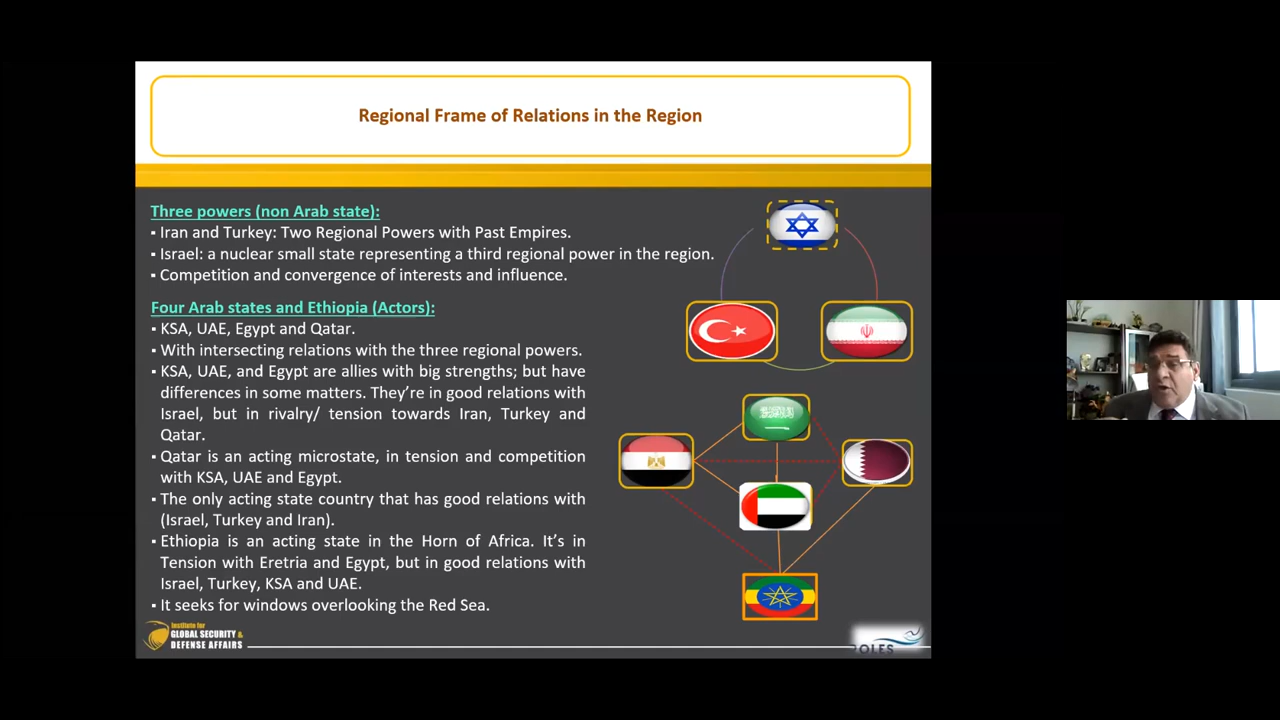 Regional Frame of Relations in the Region
Three powers (non Arab state):
▪ Iran and Turkey: Two Regional Powers with Past Empires.
▪ Israel: a nuclear small state representing a third regional power in the region.
▪ Competition and convergence of interests and influence.
Four Arab states and Ethiopia (Actors):
▪ KSA, UAE, Egypt and Qatar.
▪ With intersecting relations with the three regional powers.
▪ KSA, UAE, and Egypt are allies with big strengths; but have
differences in some matters. They're in good relations with
Israel, but in rivalry/ tension towards Iran, Turkey and
Qatar.
▪ Qatar is an acting microstate, in tension and competition
with KSA, UAE and Egypt.
▪ The only acting state country that has good relations with
(Israel, Turkey and Iran).
▪ Ethiopia is an acting state in the Horn of Africa. It's in
Tension with Eretria and Egypt, but in good relations with
Israel, Turkey, KSA and UAE.
▪ It seeks for windows overlooking the Red Sea.
Institute for
GLOBAL SECURITY &
DEFENSE AFFAIRS